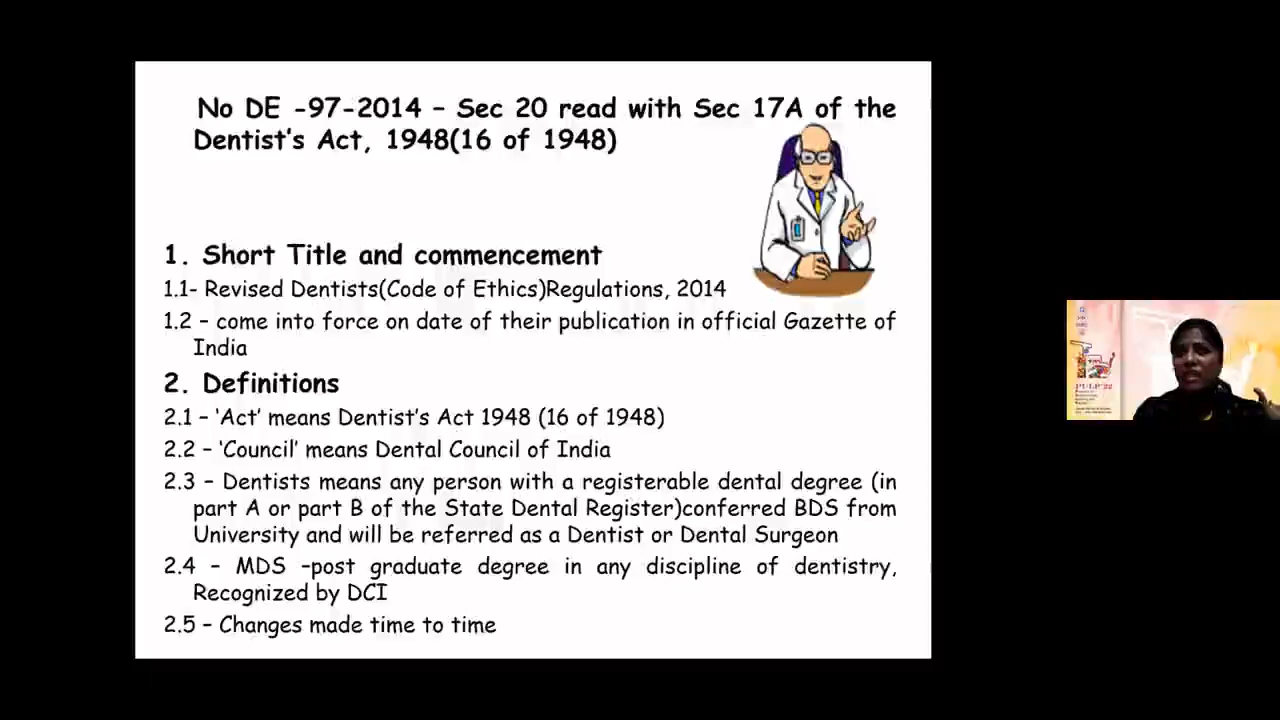 No DE -97-2014 – Sec 20 read with Sec 17A of the
Dentist's Act, 1948(16 of 1948)
1. Short Title and commencement
1.1- Revised Dentists(Code of Ethics)Regulations, 2014
1.2 – come into force on date of their publication in official Gazette of
India
2. Definitions
2.1 – 'Act' means Dentist's Act 1948 (16 of 1948)
2.2 – 'Council' means Dental Council of India
2.3 – Dentists means any person with a registerable dental degree (in
part A or part B of the State Dental Register)conferred BDS from
University and will be referred as a Dentist or Dental Surgeon
2.4 – MDS –post graduate degree in any discipline of dentistry,
Recognized by DCI
2.5 – Changes made time to time
PULP'22